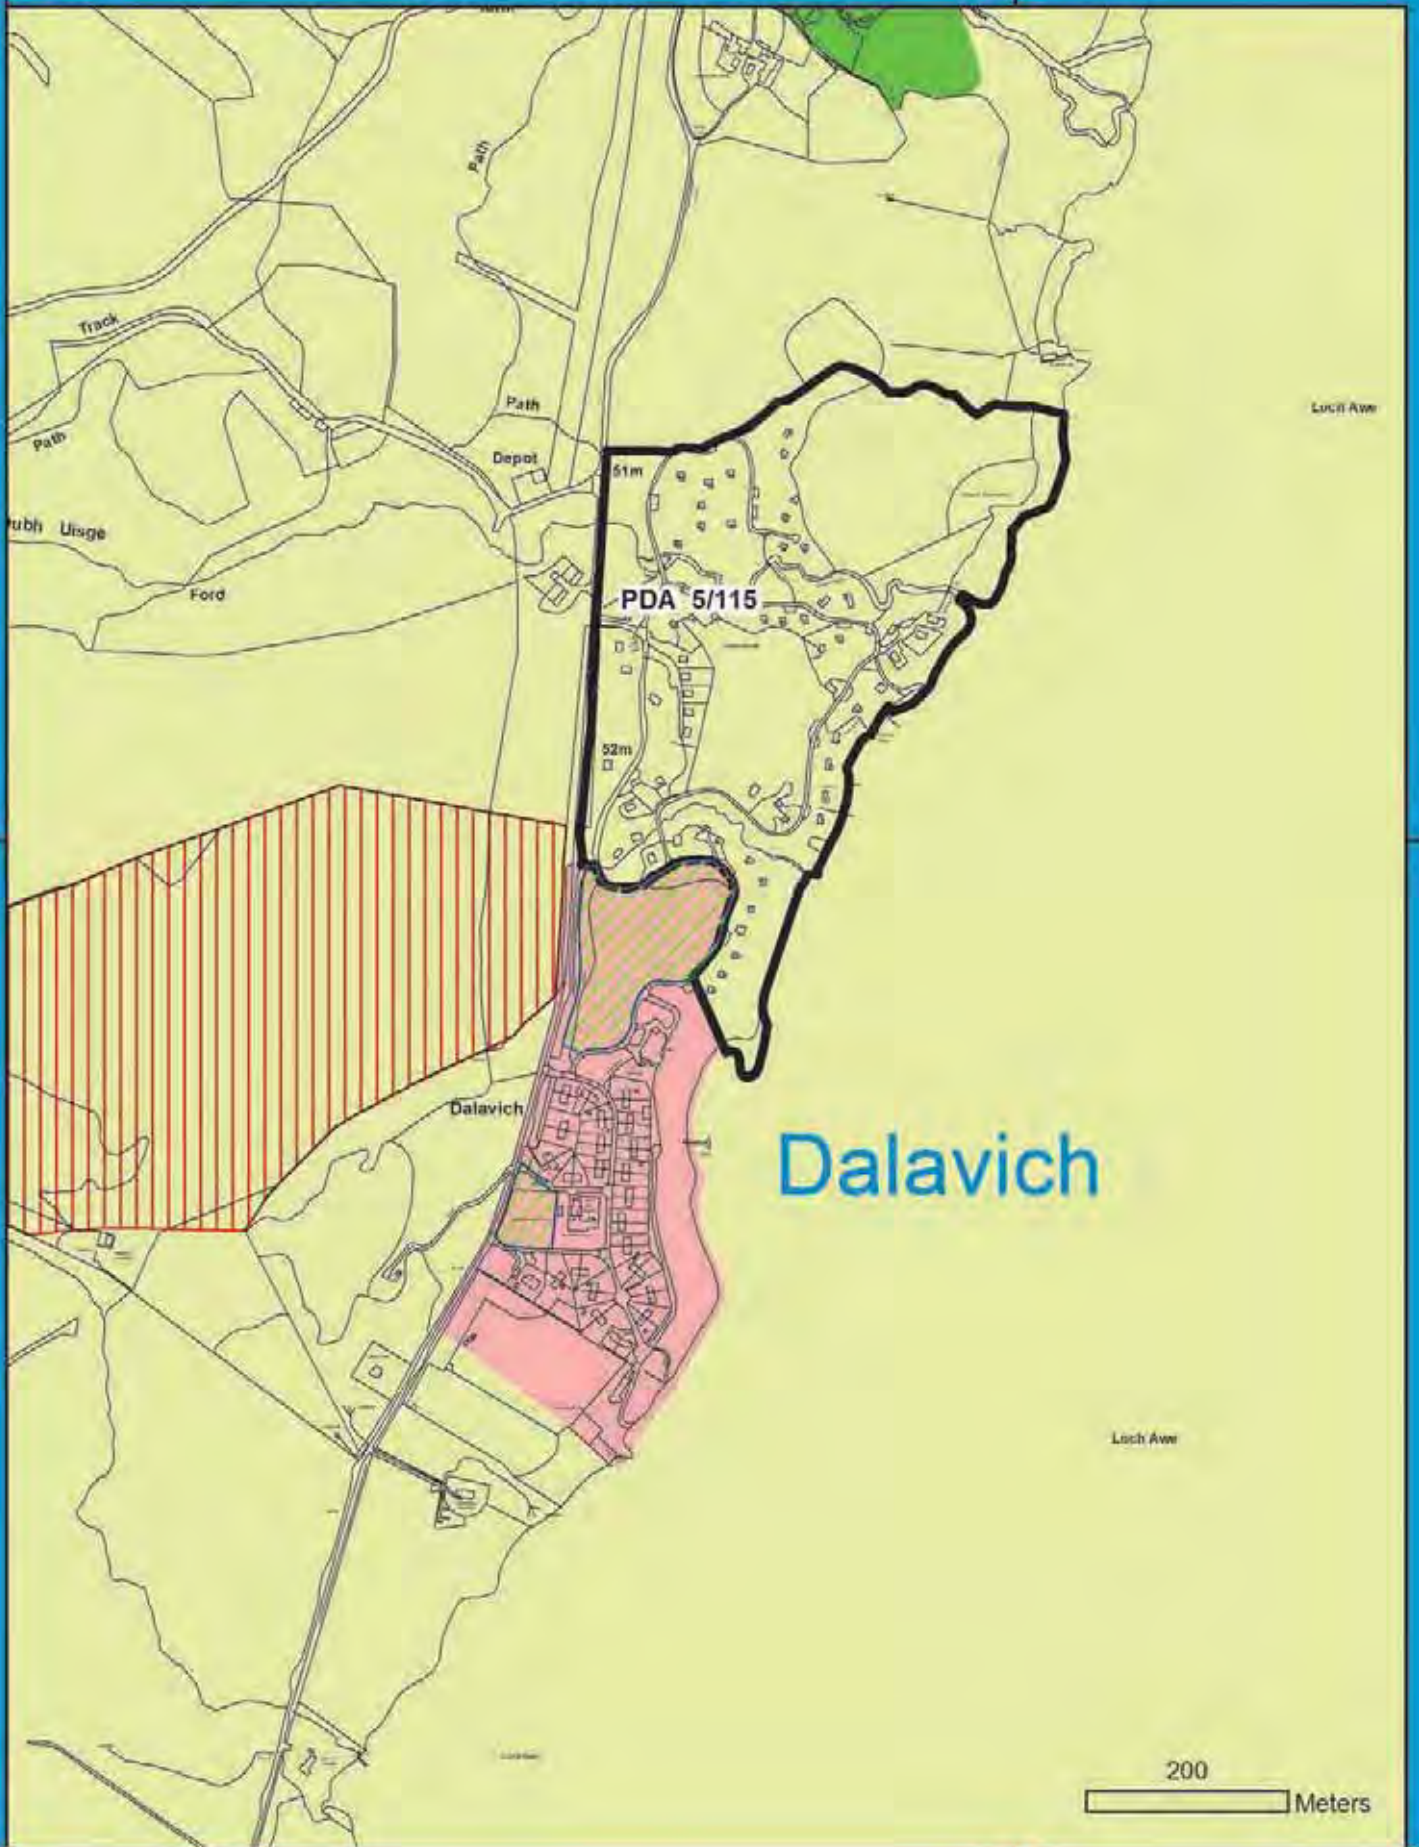 Path
Track
Loch Awe
Path
Path
Depot
51m
ubh Uisge
Ford
PDA 5/115
52m
Dalavich
Dalavich
Loch Awe
200
Meters